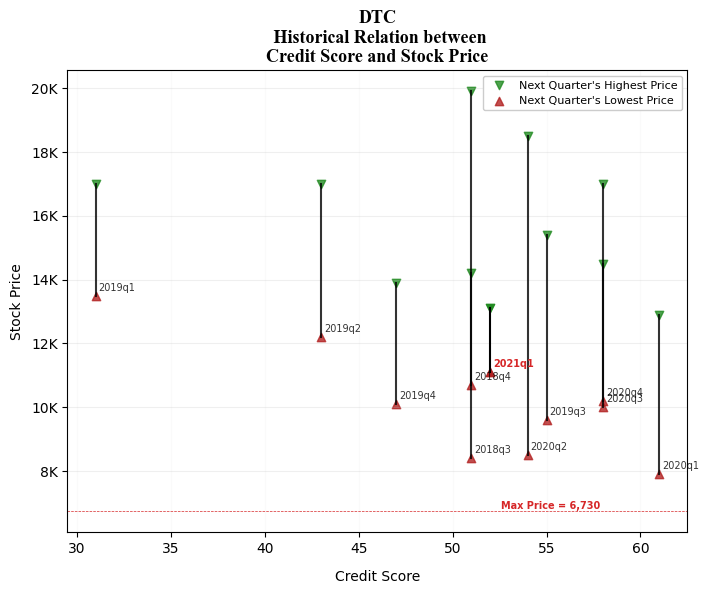 DTC
Historical Relation between
Credit Score and Stock Price
Next Quarter's Highest Price
Next Quarter's Lowest Price
20K
18K
16K
14K
12K
10K
8K
Stock Price
2019q1
2019q2
2021q1
2018q4
2019q4
2020q4
2020q3
2019q3
2018q3
2020q2
2020q1
Max Price = 6,730
30
35
40
45
50
55
60
Credit Score